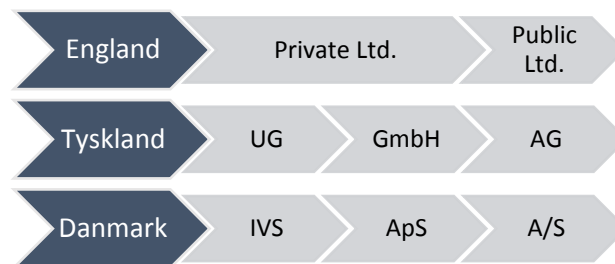 England
Private Ltd.
Public
Ltd.
Tyskland
UG
GmbH
AG
Danmark
IVS
ApS
A/S